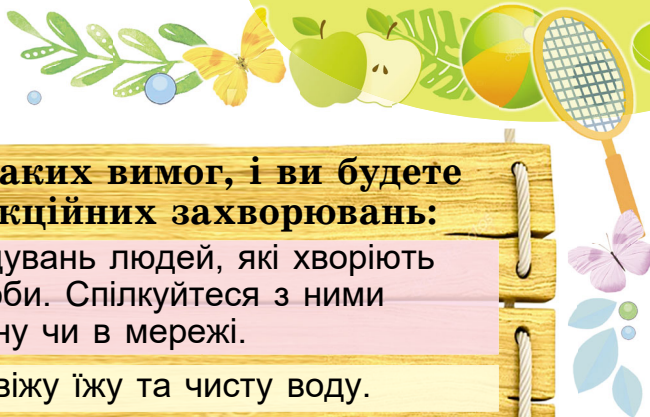 аких вимог, і ви будете
кційних захворювань:
дувань людей, які хворіють
оби. Спілкуйтеся з ними
ну чи в мережі.
віжу їжу та чисту воду.